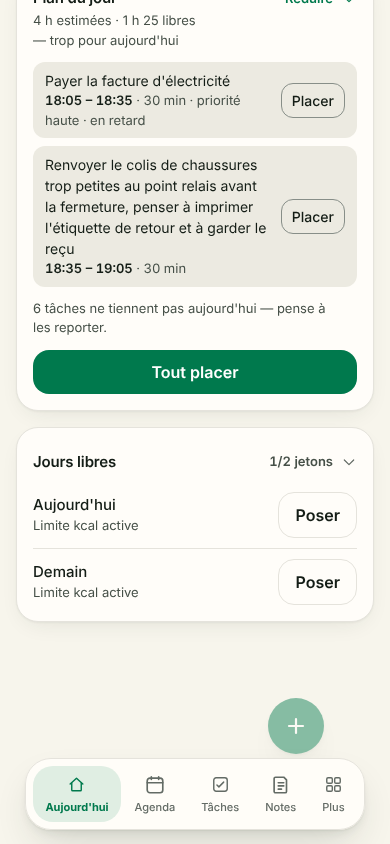 Plan du jour
Réduire
4 h estimées · 1 h 25 libres
— trop pour aujourd'hui
Payer la facture d'électricité
18:05 – 18:35 · 30 min · priorité
haute · en retard
Placer
Renvoyer le colis de chaussures
trop petites au point relais avant
la fermeture, penser à imprimer
l'étiquette de retour et à garder le
reçu
18:35 – 19:05 · 30 min
Placer
6 tâches ne tiennent pas aujourd'hui — pense à
les reporter.
Tout placer
Jours libres
1/2 jetons
Aujourd'hui
Limite kcal active
Poser
Demain
Limite kcal active
Poser
Aujourd'hui
Agenda
Tâches
Notes
Plus